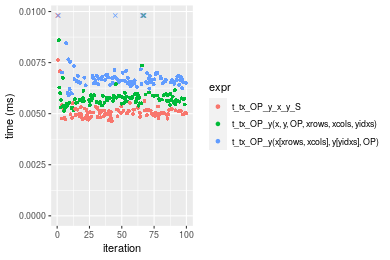 0.0100
0.0075
0.0050
0.0025
0.0000
time (ms)
0 25 50 75 100
iteration
expr
t_tx_OP_y_x_y_S
t_tx_OP_y(x, y, OP, xrows, xcols, yidxs)
t_tx_OP_y(x[xrows, xcols], y[yidxs], OP)